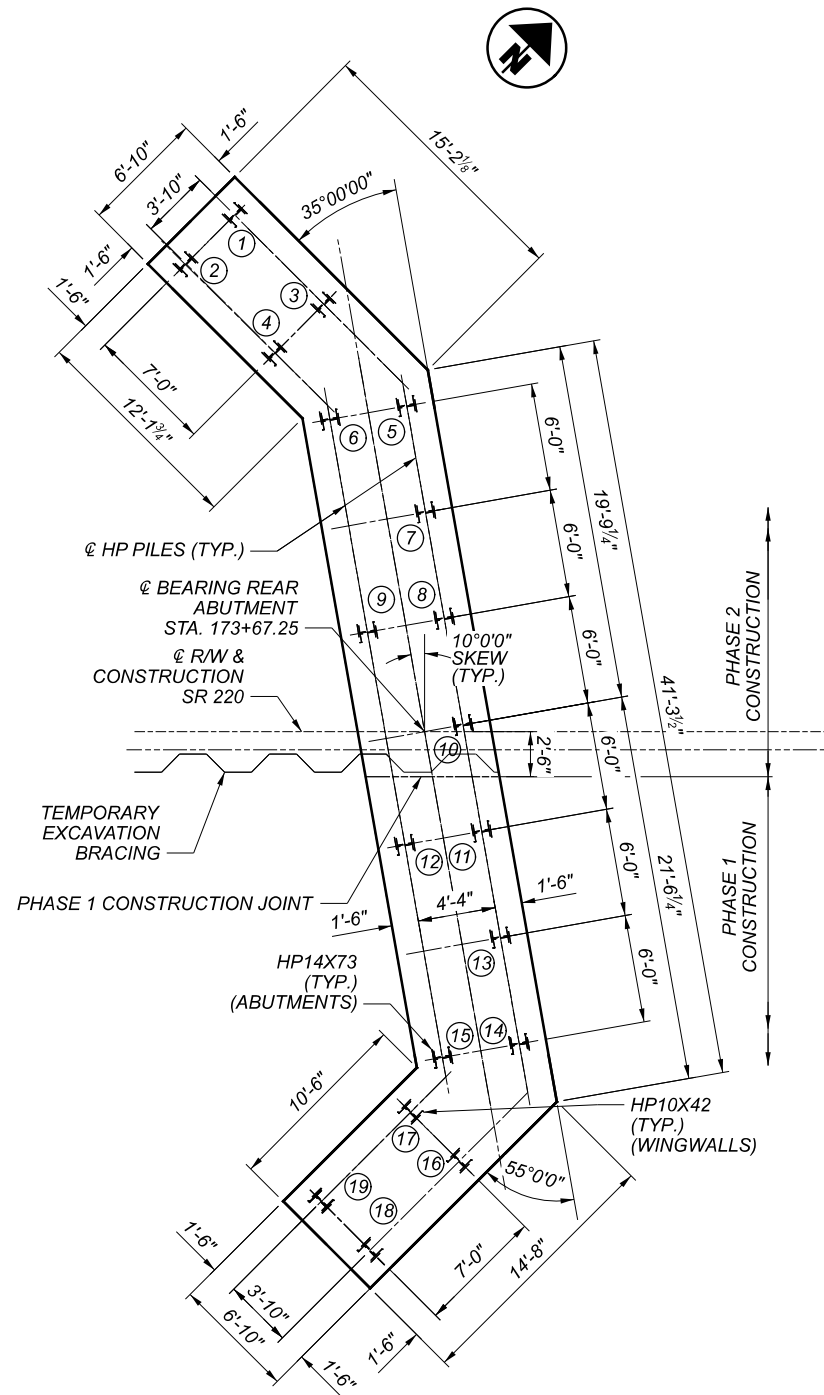 N
1'-6"
6'-10"
3'-10"
15'-2⅛"
35°00'00"
1
2
1'-6"
1'-6"
3
4
7'-0"
12'-1¾"
6
5
6'-0"
7
19'-9¼"
6'-0"
℄ HP PILES (TYP.)
9
8
℄ BEARING REAR
ABUTMENT
STA. 173+67.25
10°0'0"
SKEW
(TYP.)
6'-0"
PHASE 2
CONSTRUCTION
℄ R/W &
CONSTRUCTION
SR 220
41'-3½"
10
2'-6"
6'-0"
TEMPORARY
EXCAVATION
BRACING
12
11
6'-0"
21'-6¼"
PHASE 1
CONSTRUCTION
PHASE 1 CONSTRUCTION JOINT
1'-6"
4'-4"
1'-6"
13
6'-0"
HP14X73
(TYP.)
(ABUTMENTS)
15
14
10'-6"
17
16
HP10X42
(TYP.)
(WINGWALLS)
55°0'0"
19
18
1'-6"
3'-10"
6'-10"
7'-0"
14'-8"
1'-6"
1'-6"